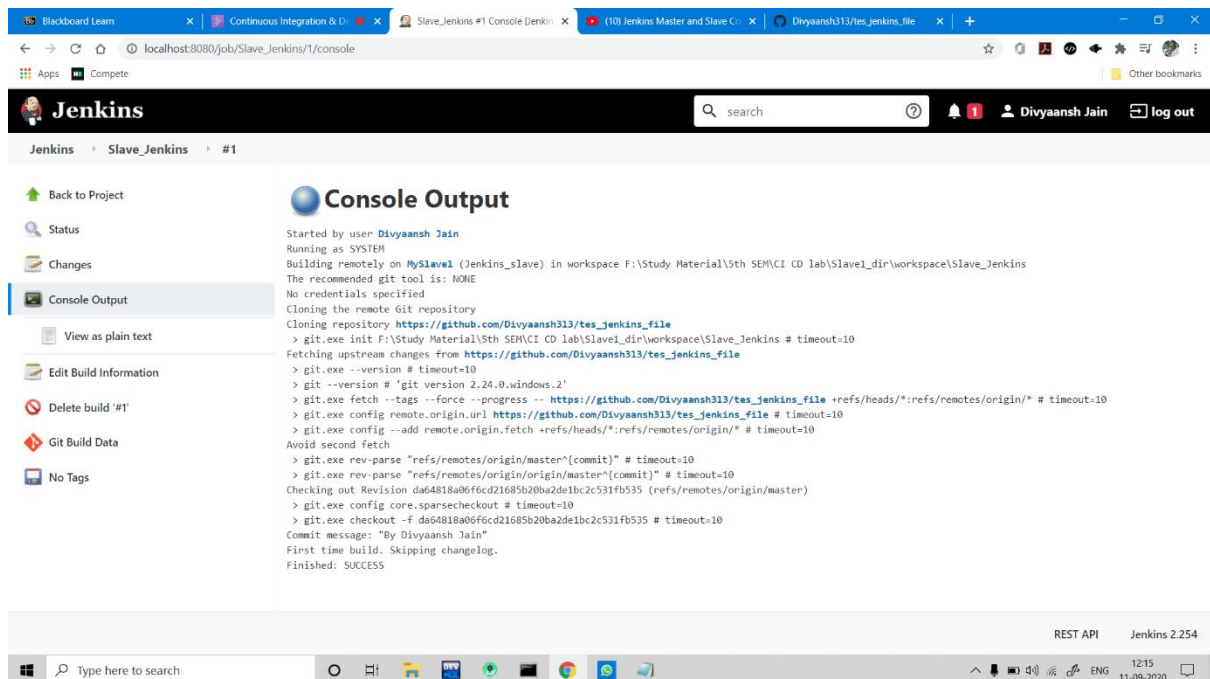 Blackboard Learn
Continuous Integration & De
Slave_Jenkins #1 Console [Jenkin
(10) Jenkins Master and Slave Co
Divyaansh313/tes_jenkins_file
localhost:8080/job/Slave_Jenkins/1/console
Apps
Compete
Other bookmarks
Jenkins
search
1
Divyaansh Jain
log out
Jenkins
Slave_Jenkins
#1
Back to Project
Status
Changes
Console Output
View as plain text
Edit Build Information
Delete build '#1'
Git Build Data
No Tags
Console Output
Started by user Divyaansh Jain
Running as SYSTEM
Building remotely on MySlave1 (Jenkins_slave) in workspace F:\Study Material\5th SEM\CI CD lab\Slave1_dir\workspace\Slave_Jenkins
The recommended git tool is: NONE
No credentials specified
Cloning the remote Git repository
Cloning repository https://github.com/Divyaansh313/tes_jenkins_file
> git.exe init F:\Study Material\5th SEM\CI CD lab\Slave1_dir\workspace\Slave_Jenkins # timeout=10
Fetching upstream changes from https://github.com/Divyaansh313/tes_jenkins_file
> git.exe --version # timeout=10
> git --version # 'git version 2.24.0.windows.2'
> git.exe fetch --tags --force --progress -- https://github.com/Divyaansh313/tes_jenkins_file +refs/heads/*:refs/remotes/origin/* # timeout=10
> git.exe config remote.origin.url https://github.com/Divyaansh313/tes_jenkins_file # timeout=10
> git.exe config --add remote.origin.fetch +refs/heads/*:refs/remotes/origin/* # timeout=10
Avoid second fetch
> git.exe rev-parse "refs/remotes/origin/master^{commit}" # timeout=10
> git.exe rev-parse "refs/remotes/origin/origin/master^{commit}" # timeout=10
Checking out Revision da64818a06f6cd21685b20ba2de1bc2c531fb535 (refs/remotes/origin/master)
> git.exe config core.sparsecheckout # timeout=10
> git.exe checkout -f da64818a06f6cd21685b20ba2de1bc2c531fb535 # timeout=10
Commit message: "By Divyaansh Jain"
First time build. Skipping changelog.
Finished: SUCCESS
REST API
Jenkins 2.254
Type here to search
ENG
12:15
11-09-2020